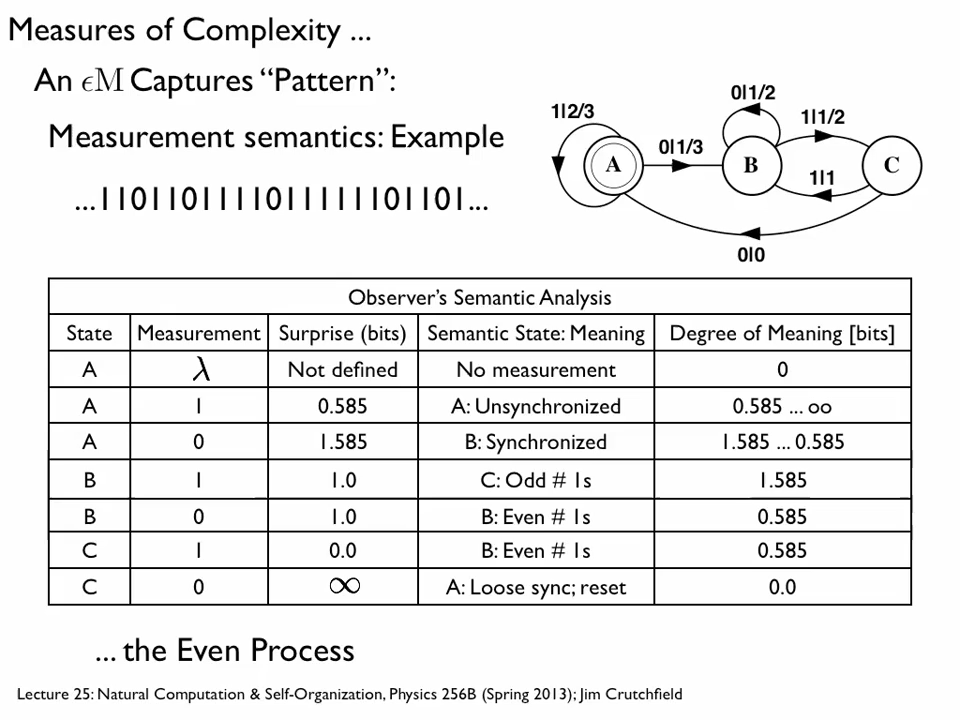 Measures of Complexity ...
An ϵM Captures “Pattern”:
Measurement semantics: Example
...1101101111011111101101...
1|2/3
A
0|1/3
0|1/2
B
1|1/2
1|1
C
0|0
Observer’s Semantic Analysis
State Measurement Surprise (bits) Semantic State: Meaning Degree of Meaning [bits]
A λ Not defined No measurement 0
A 1 0.585 A: Unsynchronized 0.585 ... oo
A 0 1.585 B: Synchronized 1.585 ... 0.585
B 1 1.0 C: Odd # 1s 1.585
B 0 1.0 B: Even # 1s 0.585
C 1 0.0 B: Even # 1s 0.585
C 0 ∞ A: Loose sync; reset 0.0
... the Even Process
Lecture 25: Natural Computation & Self-Organization, Physics 256B (Spring 2013); Jim Crutchfield